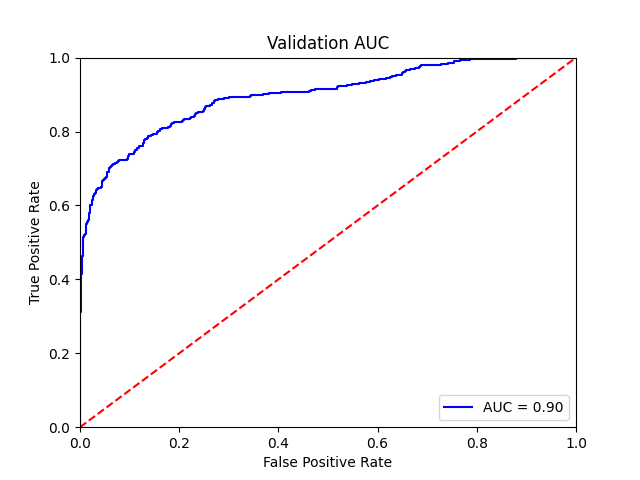 Validation AUC
True Positive Rate
1.0
0.8
0.6
0.4
0.2
0.0
AUC = 0.90
0.0 0.2 0.4 0.6 0.8 1.0
False Positive Rate